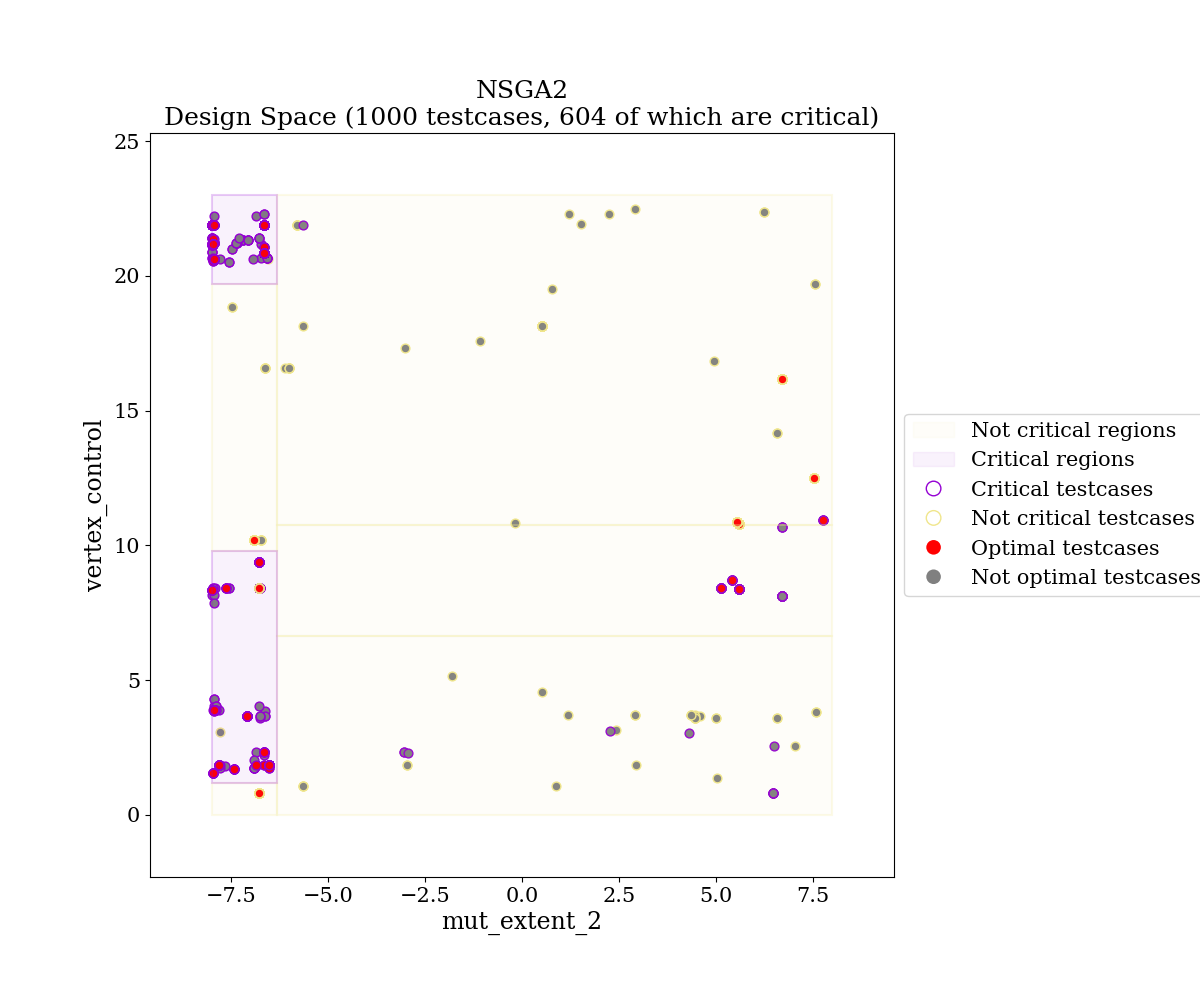 NSGA2
Design Space (1000 testcases, 604 of which are critical)
25
20
15
10
5
0
vertex_control
−7.5
−5.0
−2.5
0.0
2.5
5.0
7.5
mut_extent_2
Not critical regions
Critical regions
Critical testcases
Not critical testcases
Optimal testcases
Not optimal testcases